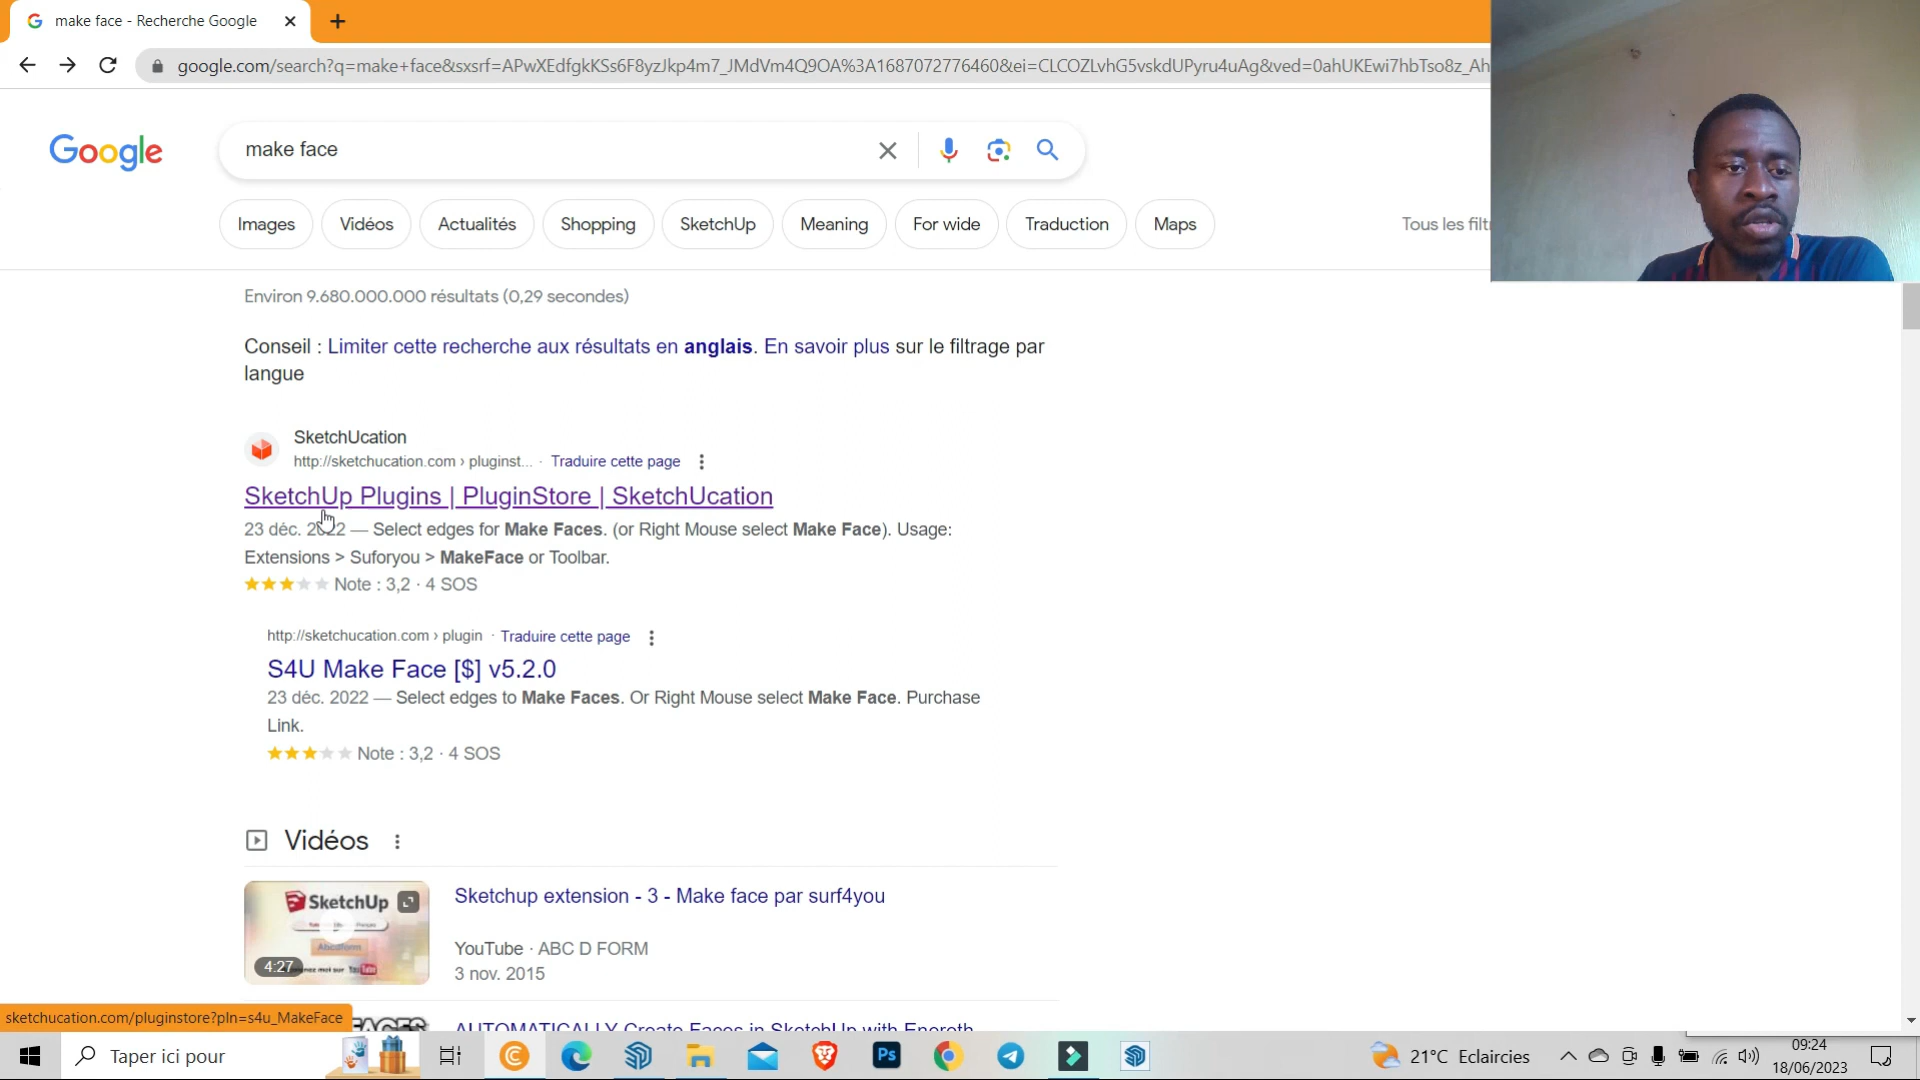 make face - Recherche Google
google.com/search?q=make+face&sxsrf=APwXEdfgkKSs6F8yzJkp4m7_JMdVm4Q9OA%3A1687072776460&ei=CLCOZLvhG5vskdUPyru4uAg&ved=0ahUKEwi7hbTso8z_Ah
Google
make face
Images Vidéos Actualités Shopping SketchUp Meaning For wide Traduction Maps Tous les filt
Environ 9.680.000.000 résultats (0,29 secondes)
Conseil : Limiter cette recherche aux résultats en anglais. En savoir plus sur le filtrage par
langue
SketchUcation
http://sketchucation.com › pluginst... · Traduire cette page
SketchUp Plugins | PluginStore | SketchUcation
23 déc. 2022 — Select edges for Make Faces. (or Right Mouse select Make Face). Usage:
Extensions > Suforyou > MakeFace or Toolbar.
Note : 3,2 · 4 SOS
http://sketchucation.com › plugin · Traduire cette page
S4U Make Face [$] v5.2.0
23 déc. 2022 — Select edges to Make Faces. Or Right Mouse select Make Face. Purchase
Link.
Note : 3,2 · 4 SOS
Vidéos
SketchUp
4:27
Sketchup extension - 3 - Make face par surf4you
YouTube · ABC D FORM
3 nov. 2015
AUTOMATICALLY Create Faces in SketchUp with Eneroth
sketchucation.com/pluginstore?pln=s4u_MakeFace
Taper ici pour
Ps
21°C Eclaircies
09:24
18/06/2023